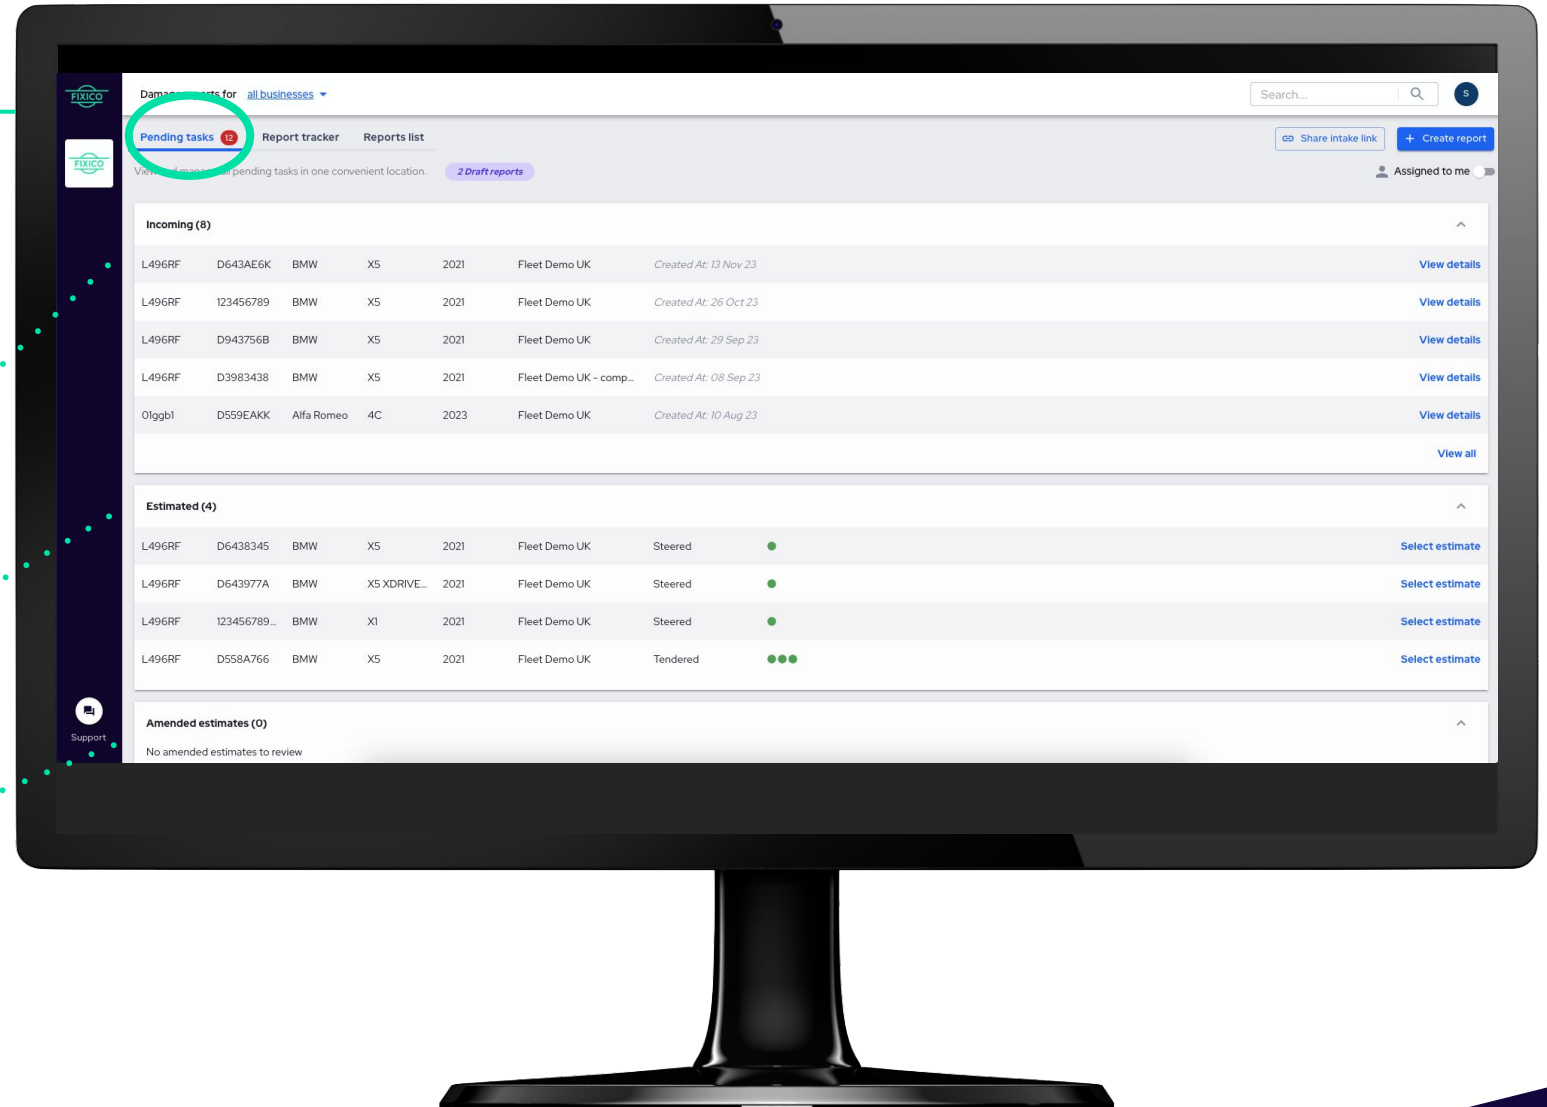 FIXICO
Damage reports for all businesses
Search...
S
Pending tasks 12 Report tracker Reports list
Share intake link
+ Create report
FIXICO
View and manage all pending tasks in one convenient location.
2 Draft reports
Assigned to me
Incoming (8)
L496RF D643AE6K BMW X5 2021 Fleet Demo UK Created At: 13 Nov 23 View details
L496RF 123456789 BMW X5 2021 Fleet Demo UK Created At: 26 Oct 23 View details
L496RF D943756B BMW X5 2021 Fleet Demo UK Created At: 29 Sep 23 View details
L496RF D3983438 BMW X5 2021 Fleet Demo UK - comp... Created At: 08 Sep 23 View details
01ggb1 D559EAKK Alfa Romeo 4C 2023 Fleet Demo UK Created At: 10 Aug 23 View details
View all
Estimated (4)
L496RF D6438345 BMW X5 2021 Fleet Demo UK Steered Select estimate
L496RF D643977A BMW X5 XDRIVE... 2021 Fleet Demo UK Steered Select estimate
L496RF 123456789... BMW X1 2021 Fleet Demo UK Steered Select estimate
L496RF D558A766 BMW X5 2021 Fleet Demo UK Tendered Select estimate
Amended estimates (0)
No amended estimates to review
Support